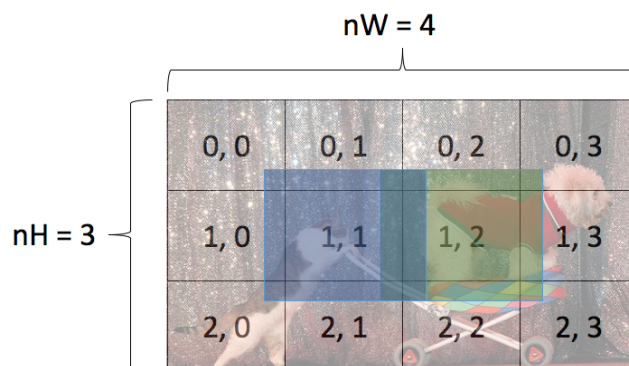 nW = 4
0, 0 0, 1 0, 2 0, 3
nH = 3 1, 0 1, 1 1, 2 1, 3
2, 0 2, 1 2, 2 2, 3